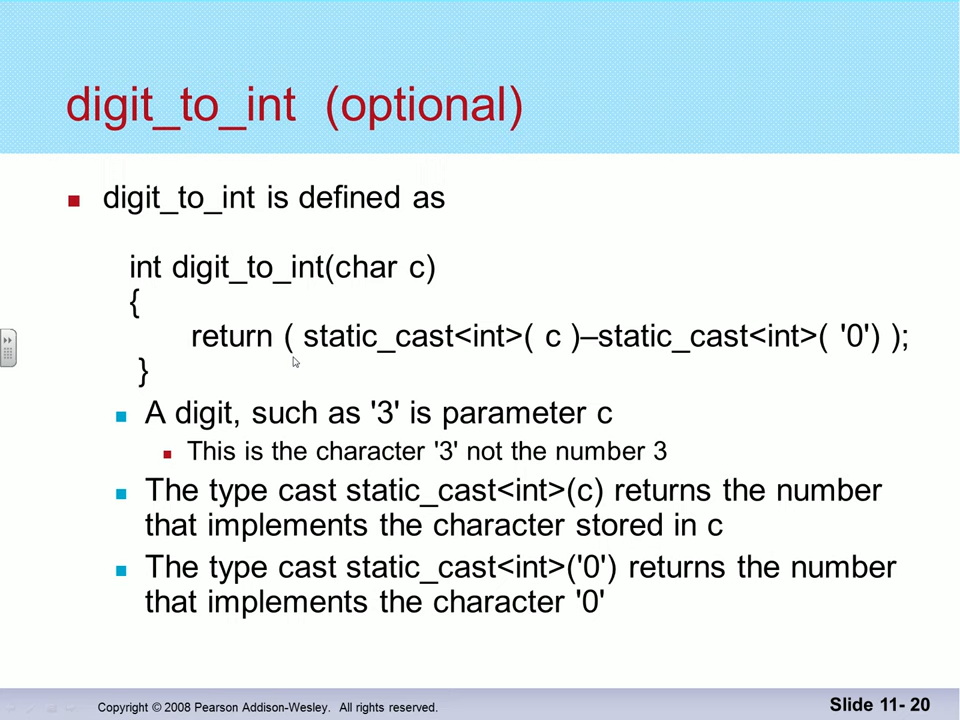 digit_to_int (optional)
digit_to_int is defined as
int digit_to_int(char c)
{
return ( static_cast<int>( c )–static_cast<int>( '0') );
}
A digit, such as '3' is parameter c
This is the character '3' not the number 3
The type cast static_cast<int>(c) returns the number
that implements the character stored in c
The type cast static_cast<int>('0') returns the number
that implements the character '0'
Copyright © 2008 Pearson Addison-Wesley. All rights reserved.
Slide 11- 20